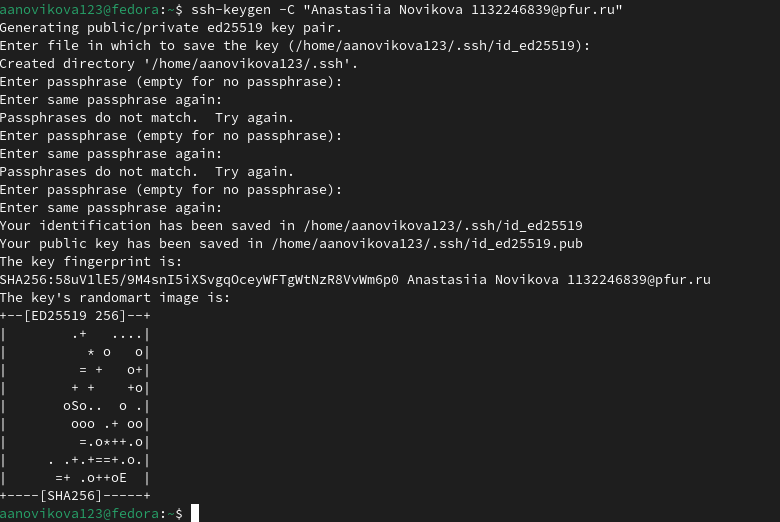 aanovikova123@fedora:~$ ssh-keygen -C "Anastasiia Novikova 1132246839@pfur.ru"
Generating public/private ed25519 key pair.
Enter file in which to save the key (/home/aanovikova123/.ssh/id_ed25519):
Created directory '/home/aanovikova123/.ssh'.
Enter passphrase (empty for no passphrase):
Enter same passphrase again:
Passphrases do not match.  Try again.
Enter passphrase (empty for no passphrase):
Enter same passphrase again:
Passphrases do not match.  Try again.
Enter passphrase (empty for no passphrase):
Enter same passphrase again:
Your identification has been saved in /home/aanovikova123/.ssh/id_ed25519
Your public key has been saved in /home/aanovikova123/.ssh/id_ed25519.pub
The key fingerprint is:
SHA256:58uV1lE5/9M4snI5iXSvgqOceyWFTgWtNzR8VvWm6p0 Anastasiia Novikova 1132246839@pfur.ru
The key's randomart image is:
+--[ED25519 256]--+
|        .+   ....|
|          * o   o|
|         = +   o+|
|        + +    +o|
|       oSo..  o .|
|        ooo .+ oo|
|         =.o*++.o|
|     . .+.+==+.o.|
|      =+ .o++oE  |
+----[SHA256]-----+
aanovikova123@fedora:~$